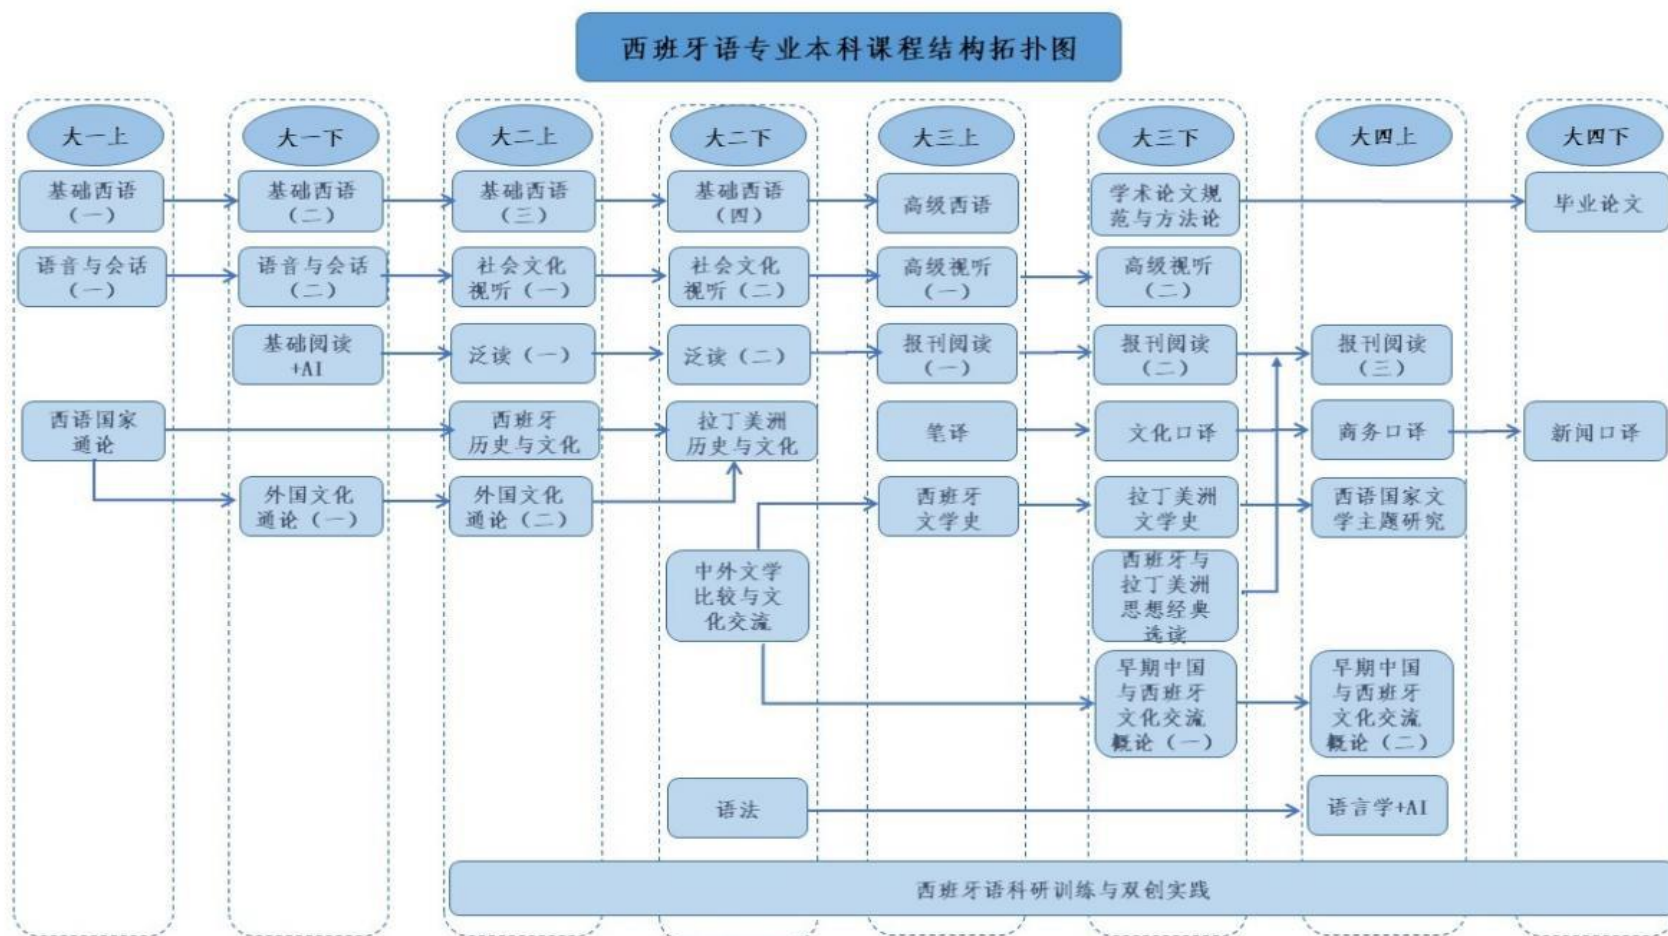 西班牙语专业本科课程结构拓扑图
大一上
大一下
大二上
大二下
大三上
大三下
大四上
大四下
基础西语
（一）
基础西语
（二）
基础西语
（三）
基础西语
（四）
高级西语
学术论文规
范与方法论
毕业论文
语音与会话
（一）
语音与会话
（二）
社会文化
视听（一）
社会文化
视听（二）
高级视听
（一）
高级视听
（二）
基础阅读
+AI
泛读（一）
泛读（二）
报刊阅读
（一）
报刊阅读
（二）
报刊阅读
（三）
西语国家
通论
西班牙
历史与文化
拉丁美洲
历史与文化
笔译
文化口译
商务口译
新闻口译
外国文化
通论（一）
外国文化
通论（二）
西班牙
文学史
拉丁美洲
文学史
西语国家文
学主题研究
中外文学
比较与文
化交流
西班牙与
拉丁美洲
思想经典
选读
早期中国
与西班牙
文化交流
概论（一）
早期中国
与西班牙
文化交流
概论（二）
语法
语言学+AI
西班牙语科研训练与双创实践